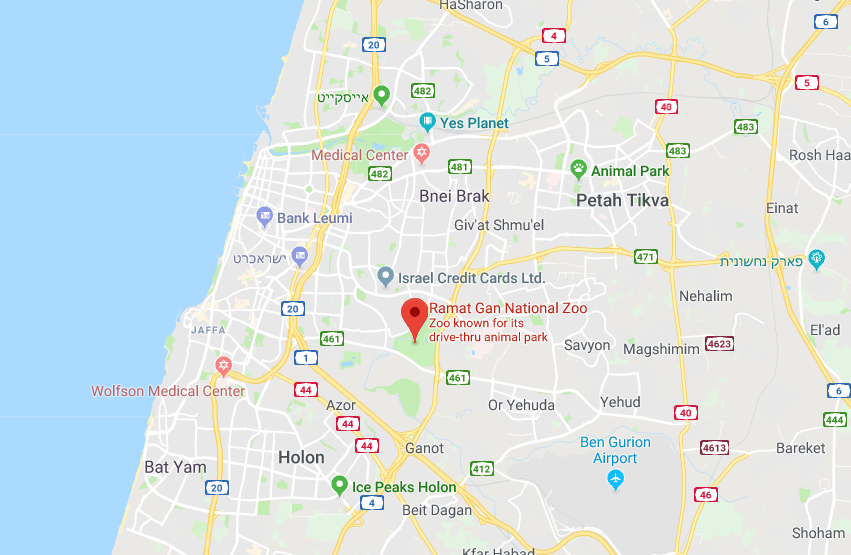 HaSharon
6
4
20
5
5
482
אייסקייט
40
Yes Planet
483
483
Medical Center
481
Rosh Haa
482
Animal Park
Bnei Brak
Petah Tikva
Einat
Bank Leumi
Giv'at Shmu'el
ישראכרט
471
פארק נחשונית
Israel Credit Cards Ltd.
Nehalim
20
Ramat Gan National Zoo
Zoo known for its
drive-thru animal park
JAFFA
El'ad
461
Savyon
Magshimim
4623
1
Wolfson Medical Center
461
44
6
Azor
Or Yehuda
Yehud
40
444
44
44
Ganot
Ben Gurion
Airport
4613
Bareket
Holon
Bat Yam
412
20
Ice Peaks Holon
46
4
Beit Dagan
Shoham
Kfar Habad